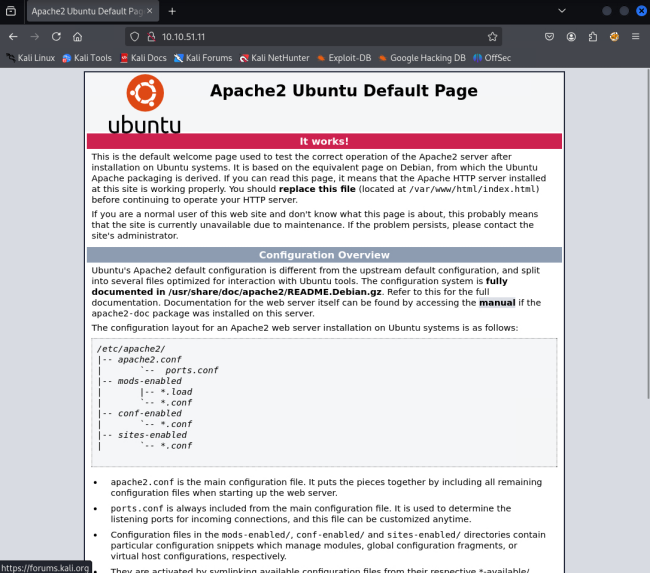 Apache2 Ubuntu Default Pag
10.10.51.11
Kali Linux Kali Tools Kali Docs Kali Forums Kali NetHunter Exploit-DB Google Hacking DB OffSec
ubuntu
Apache2 Ubuntu Default Page
It works!
This is the default welcome page used to test the correct operation of the Apache2 server after
installation on Ubuntu systems. It is based on the equivalent page on Debian, from which the Ubuntu
Apache packaging is derived. If you can read this page, it means that the Apache HTTP server installed
at this site is working properly. You should replace this file (located at /var/www/html/index.html)
before continuing to operate your HTTP server.
If you are a normal user of this web site and don't know what this page is about, this probably means
that the site is currently unavailable due to maintenance. If the problem persists, please contact the
site's administrator.
Configuration Overview
Ubuntu's Apache2 default configuration is different from the upstream default configuration, and split
into several files optimized for interaction with Ubuntu tools. The configuration system is fully
documented in /usr/share/doc/apache2/README.Debian.gz. Refer to this for the full
documentation. Documentation for the web server itself can be found by accessing the manual if the
apache2-doc package was installed on this server.
The configuration layout for an Apache2 web server installation on Ubuntu systems is as follows:
/etc/apache2/
|-- apache2.conf
|       `--  ports.conf
|-- mods-enabled
|       |-- *.load
|       `-- *.conf
|-- conf-enabled
|       `-- *.conf
|-- sites-enabled
|       `-- *.conf
• apache2.conf is the main configuration file. It puts the pieces together by including all remaining
configuration files when starting up the web server.
• ports.conf is always included from the main configuration file. It is used to determine the
listening ports for incoming connections, and this file can be customized anytime.
• Configuration files in the mods-enabled/, conf-enabled/ and sites-enabled/ directories contain
particular configuration snippets which manage modules, global configuration fragments, or
virtual host configurations, respectively.
• They are activated by symlinking available configuration files from their respective *-available/
https://forums.kali.org